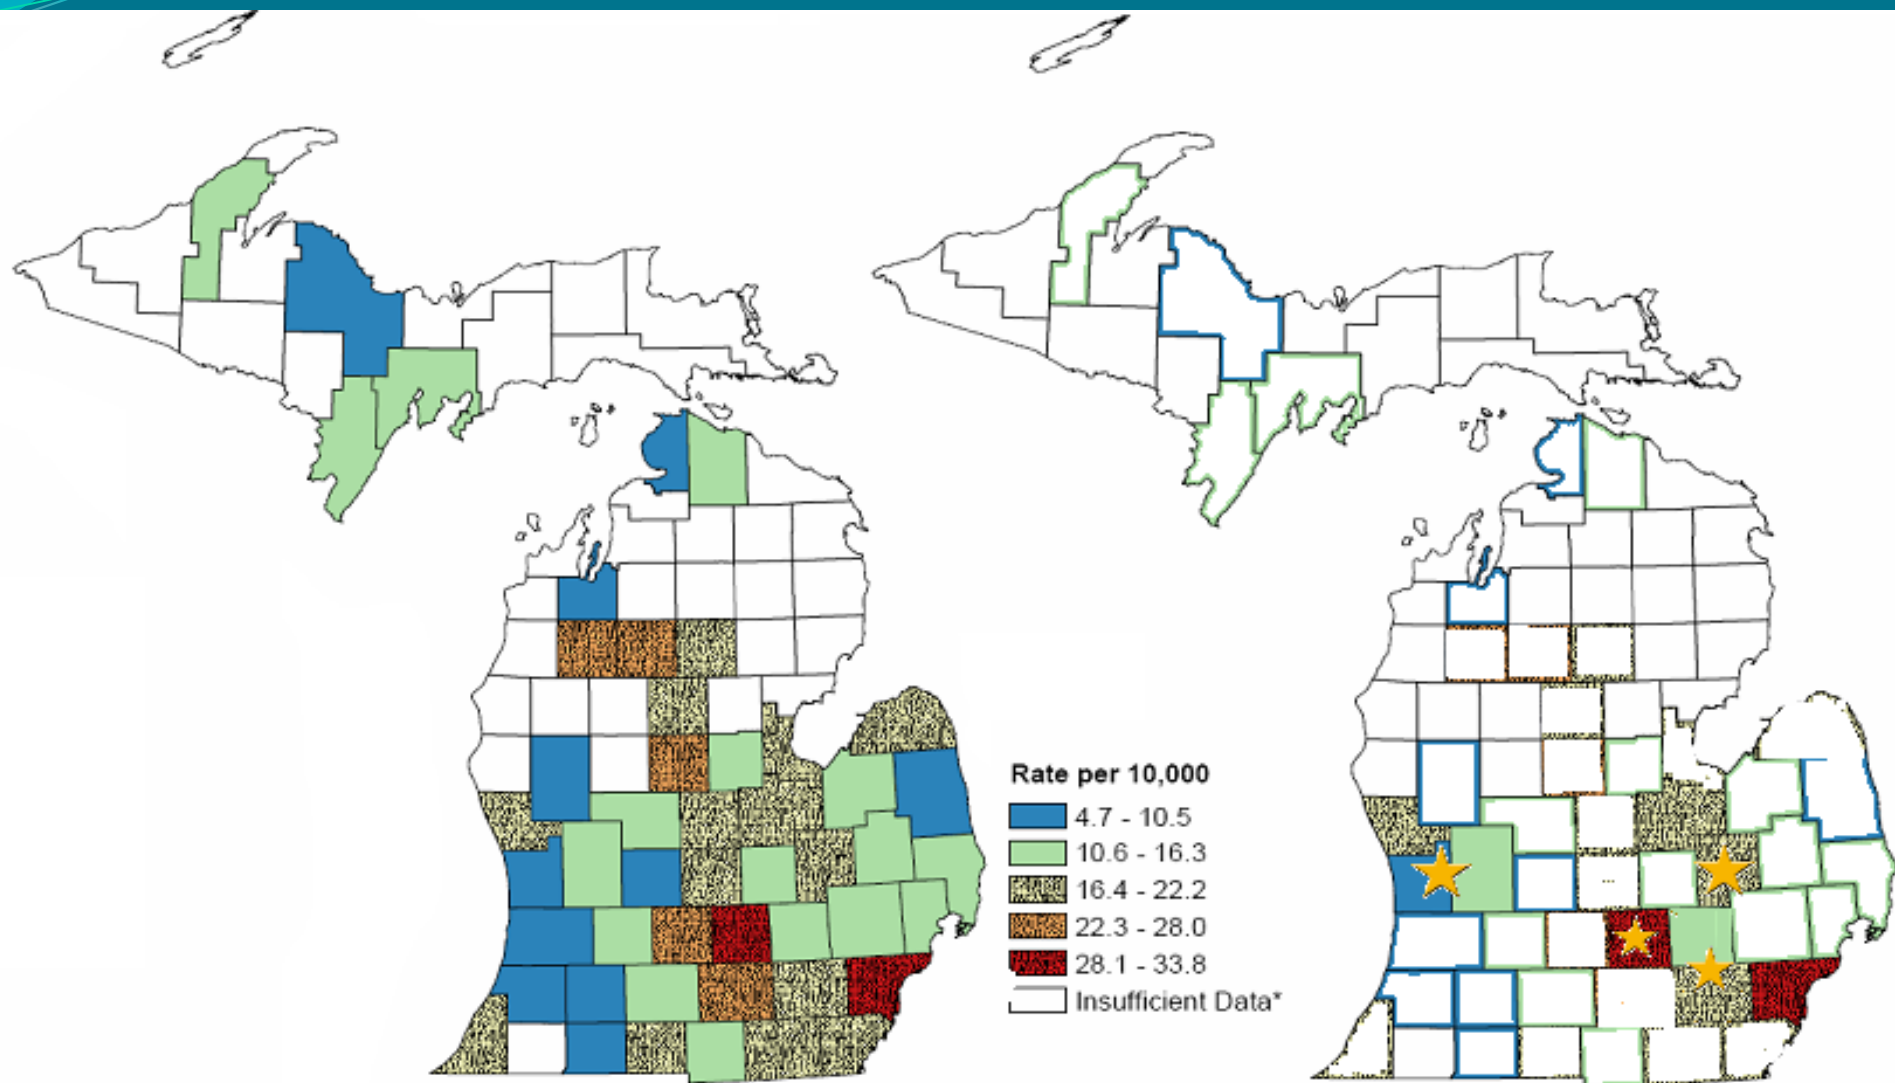 Rate per 10,000
4.7 - 10.5
10.6 - 16.3
16.4 - 22.2
22.3 - 28.0
28.1 - 33.8
Insufficient Data*